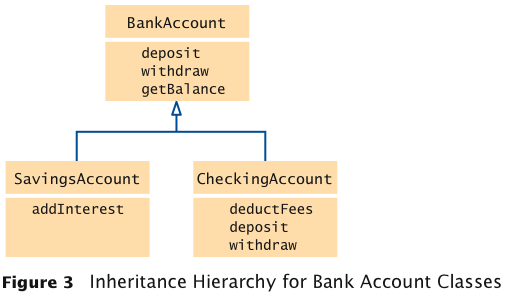 BankAccount
deposit
withdraw
getBalance
SavingsAccount
addInterest
CheckingAccount
deductFees
deposit
withdraw
Figure 3 Inheritance Hierarchy for Bank Account Classes